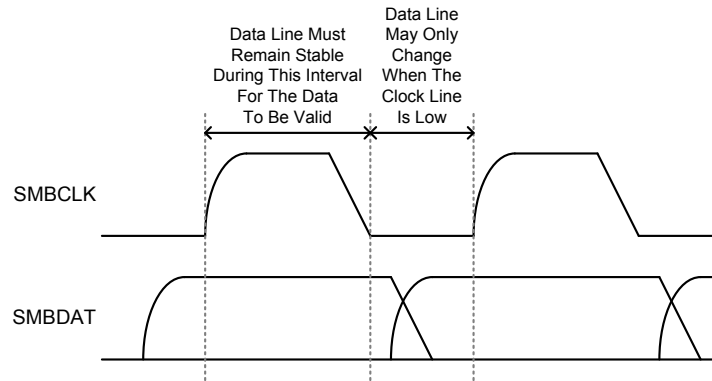 Data Line Must
Remain Stable
During This Interval
For The Data
To Be Valid
Data Line
May Only
Change
When The
Clock Line
Is Low
SMBCLK
SMBDAT